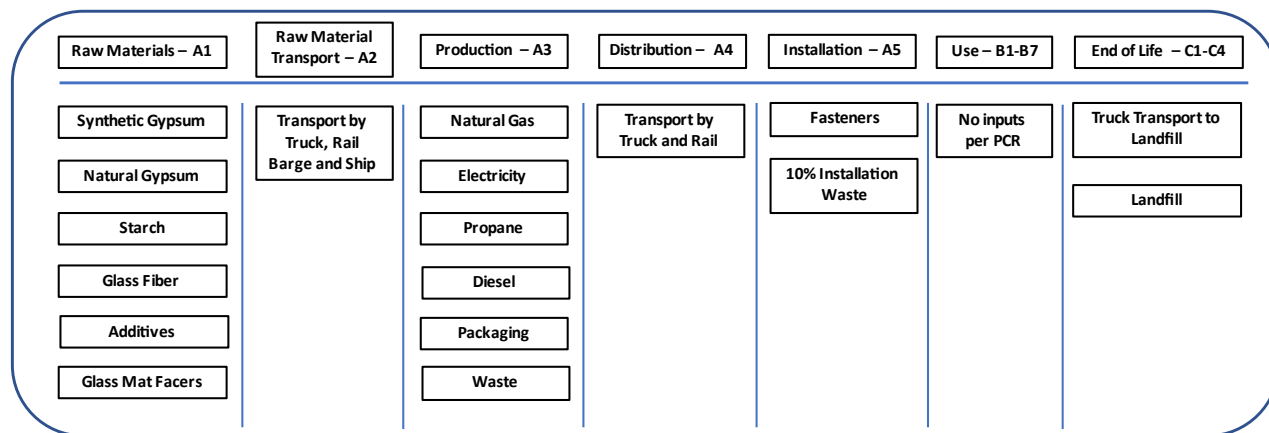 Raw Materials – A1
Raw Material
Transport – A2
Production – A3
Distribution – A4
Installation – A5
Use – B1-B7
End of Life – C1-C4
Synthetic Gypsum
Natural Gypsum
Starch
Glass Fiber
Additives
Glass Mat Facers
Transport by
Truck, Rail
Barge and Ship
Natural Gas
Electricity
Propane
Diesel
Packaging
Waste
Transport by
Truck and Rail
Fasteners
10% Installation
Waste
No inputs
per PCR
Truck Transport to
Landfill
Landfill